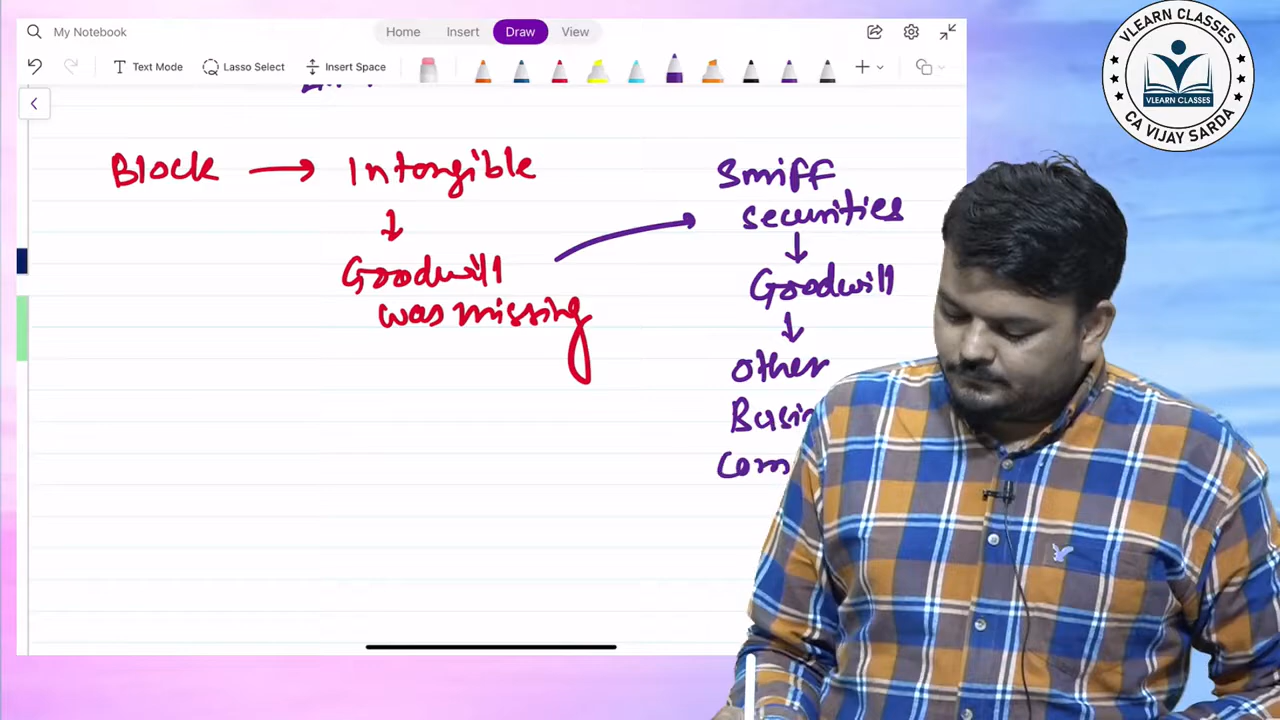 My Notebook
Home Insert Draw View
Text Mode Lasso Select Insert Space
Block → Intangible
↓
Goodwill
was missing
Smiff
Securities
↓
Goodwill
↓
Other
VLEARN CLASSES
VLEARN CLASSES
CA VIJAY SARDA